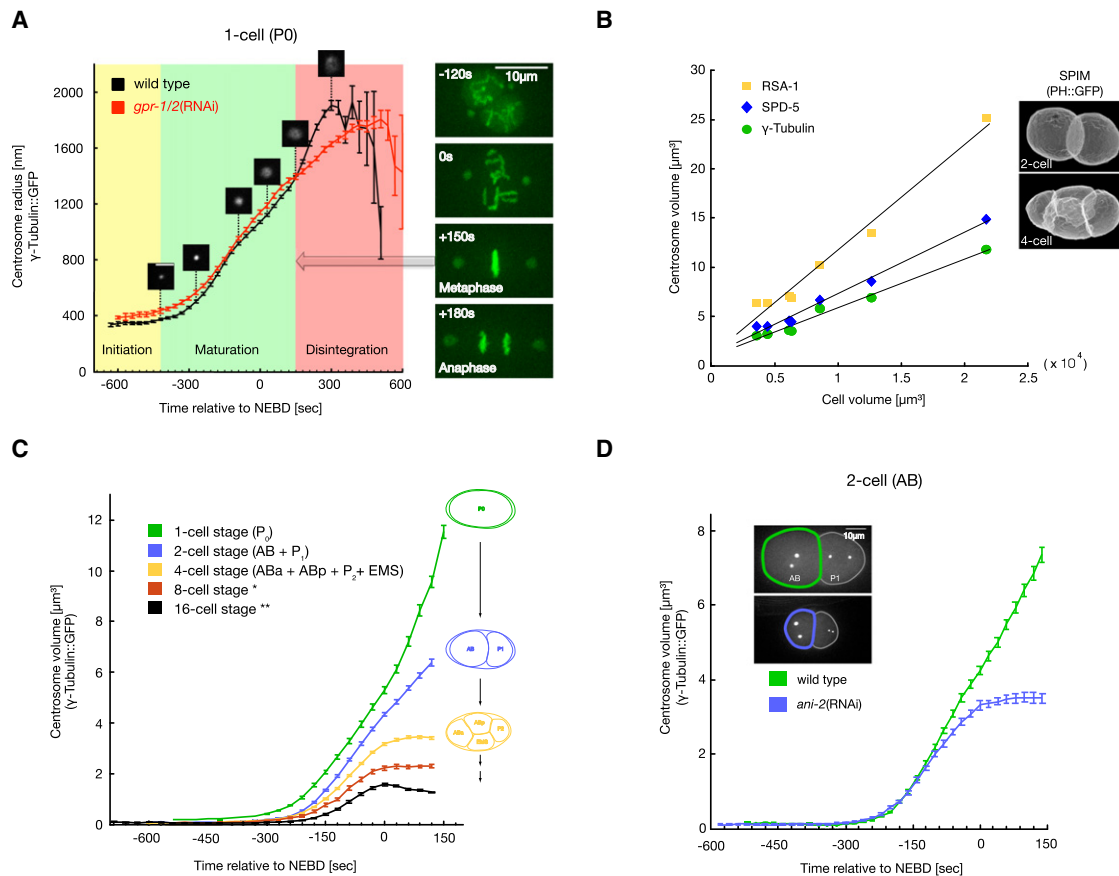 A
1-cell (P0)
wild type
gpr-1/2(RNAi)
Centrosome radius [nm]
γ-Tubulin::GFP
2000
1600
1200
800
400
0
Initiation
Maturation
Disintegration
-600
-300
0
300
600
Time relative to NEBD [sec]
-120s
10µm
0s
+150s
Metaphase
+180s
Anaphase
B
RSA-1
SPD-5
γ-Tubulin
Centrosome volume [µm³]
30
25
20
15
10
5
0
0
0.5
1
1.5
2
2.5
(x 10⁴)
Cell volume [µm³]
SPIM
(PH::GFP)
2-cell
4-cell
C
1-cell stage (P₀)
2-cell stage (AB + P₁)
4-cell stage (ABa + ABp + P₂+ EMS)
8-cell stage *
16-cell stage **
Centrosome volume [µm³]
(γ-Tubulin::GFP)
12
10
8
6
4
2
0
-600
-450
-300
-150
0
150
Time relative to NEBD [sec]
P0
AB
P1
ABp
ABa
P2
EMS
D
2-cell (AB)
10µm
AB
P1
wild type
ani-2(RNAi)
Centrosome volume [µm³]
(γ-Tubulin::GFP)
8
6
4
2
0
-600
-450
-300
-150
0
150
Time relative to NEBD [sec]